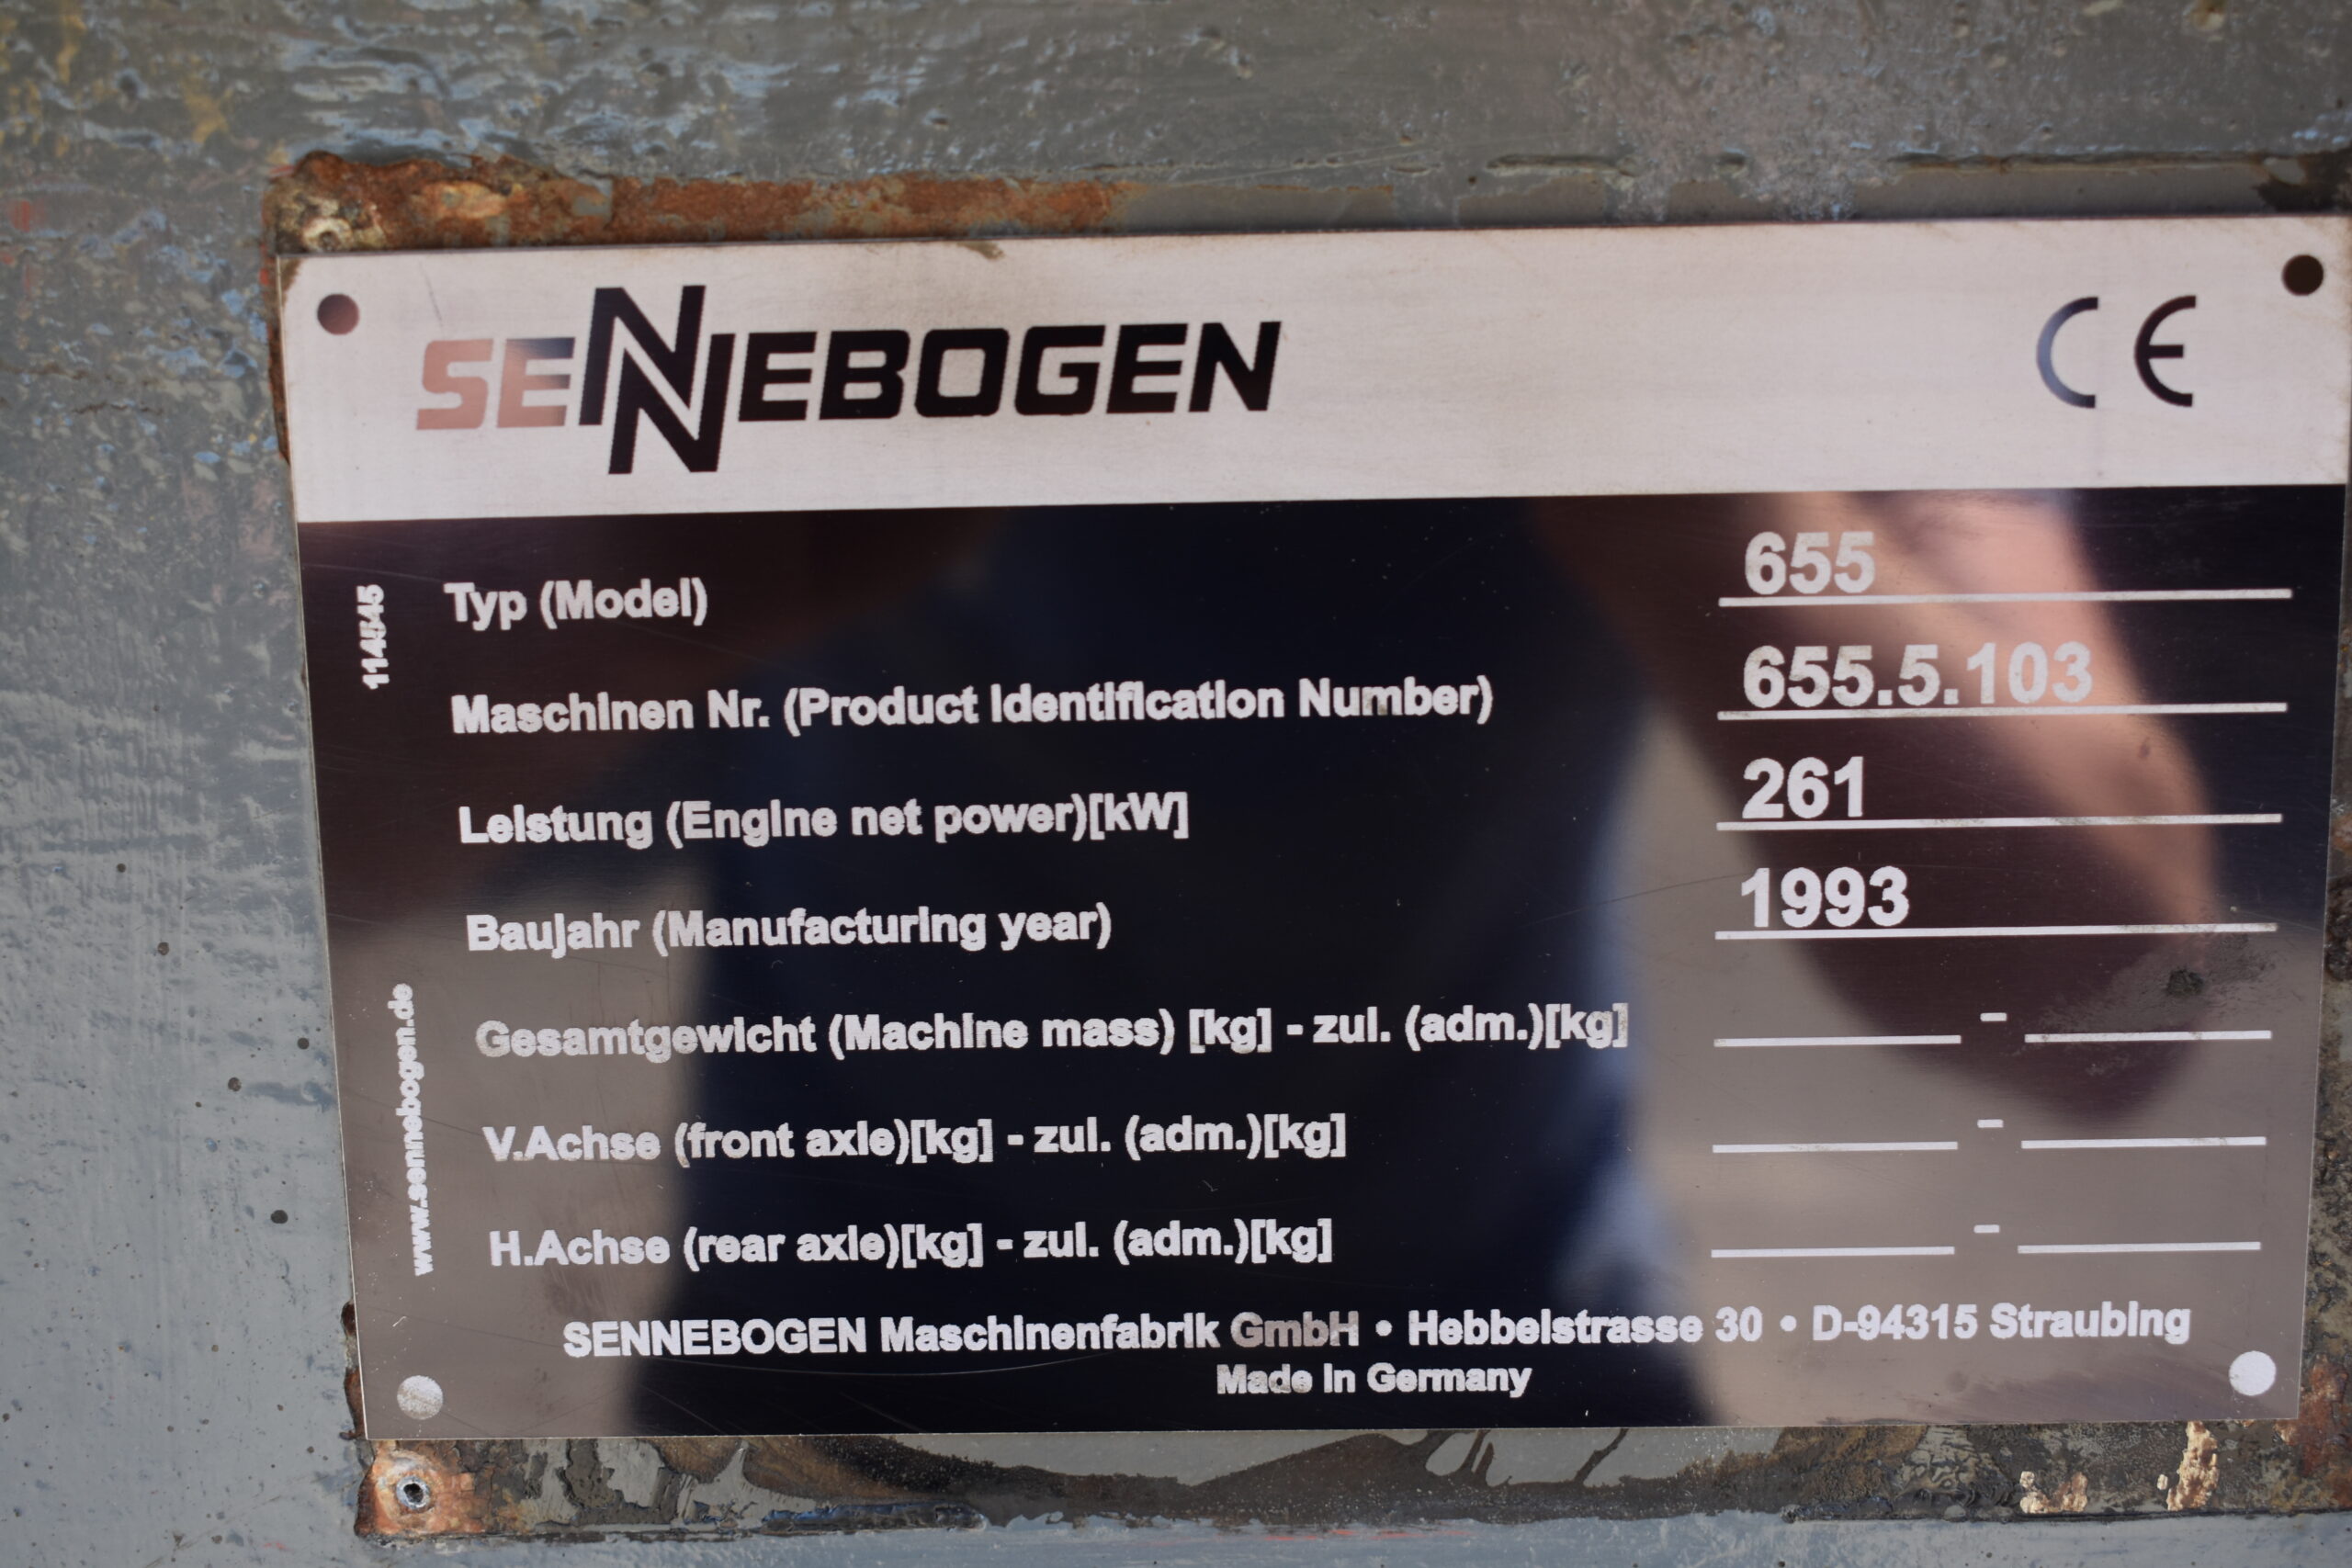 SENNEBOGEN CE
114545
Typ (Model) 655
Maschinen Nr. (Product Identification Number) 655.5.103
Leistung (Engine net power)[kW] 261
Baujahr (Manufacturing year) 1993
Gesamtgewicht (Machine mass) [kg] - zul. (adm.)[kg] -
V.Achse (front axle)[kg] - zul. (adm.)[kg] -
H.Achse (rear axle)[kg] - zul. (adm.)[kg] -
www.sennebogen.de
SENNEBOGEN Maschinenfabrik GmbH • Hebbelstrasse 30 • D-94315 Straubing
Made in Germany